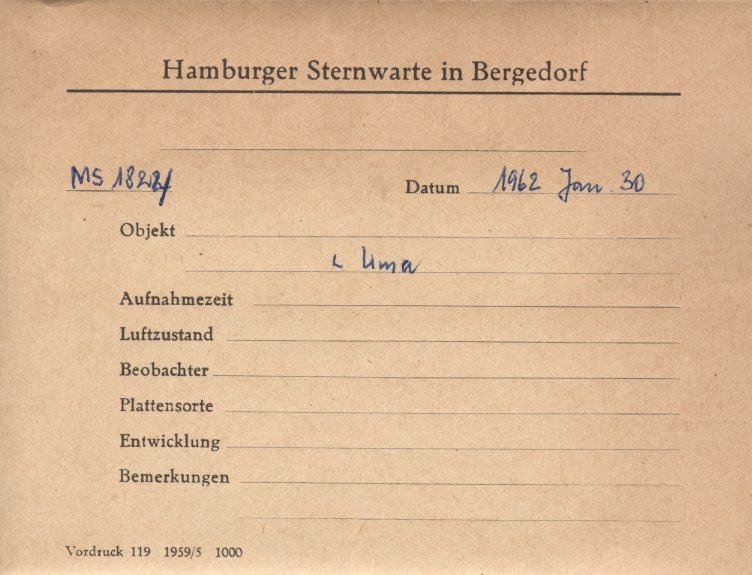 Hamburger Sternwarte in Bergedorf
MS Datum 1962 Jan. 30
Objekt
ι Uma
Aufnahmezeit
Luftzustand
Beobachter
Plattensorte
Entwicklung
Bemerkungen
Vordruck 119 1959/5 1000